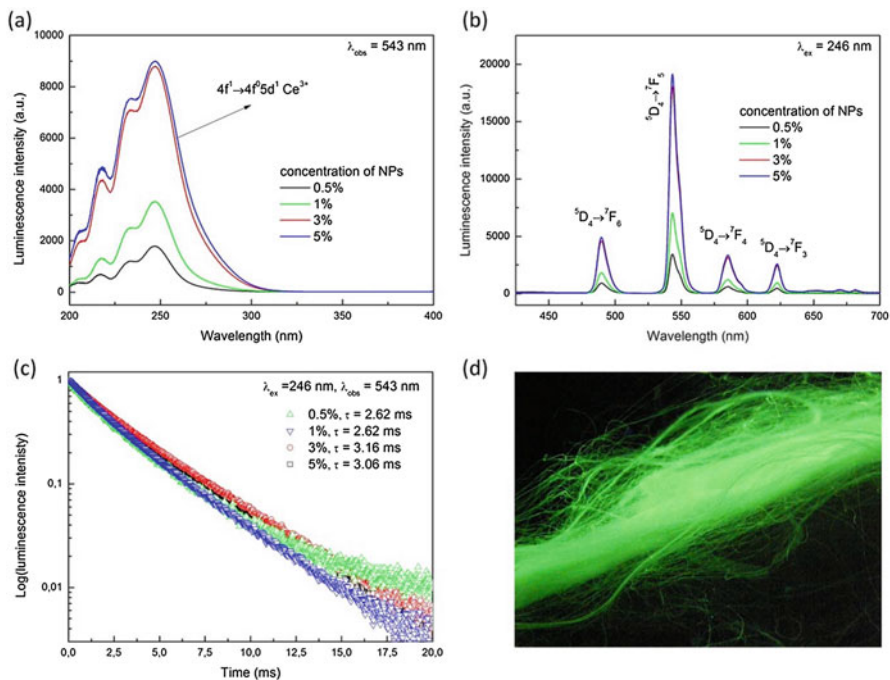 (a)
λobs = 543 nm
4f¹→4f⁰5d¹ Ce³⁺
concentration of NPs
0.5%
1%
3%
5%
Luminescence intensity (a.u.)
10000
8000
6000
4000
2000
0
200 250 300 350 400
Wavelength (nm)
(b)
λex = 246 nm
⁵D₄→⁷F₅
concentration of NPs
0.5%
1%
3%
5%
⁵D₄→⁷F₆
⁵D₄→⁷F₄
⁵D₄→⁷F₃
Luminescence intensity (a.u.)
20000
15000
10000
5000
0
450 500 550 600 650 700
Wavelength (nm)
(c)
λex =246 nm, λobs = 543 nm
0.5%, τ = 2.62 ms
1%, τ = 2.62 ms
3%, τ = 3.16 ms
5%, τ = 3.06 ms
Log(luminescence intenisty)
1
0,1
0,01
0,0 2,5 5,0 7,5 10,0 12,5 15,0 17,5 20,0
Time (ms)
(d)